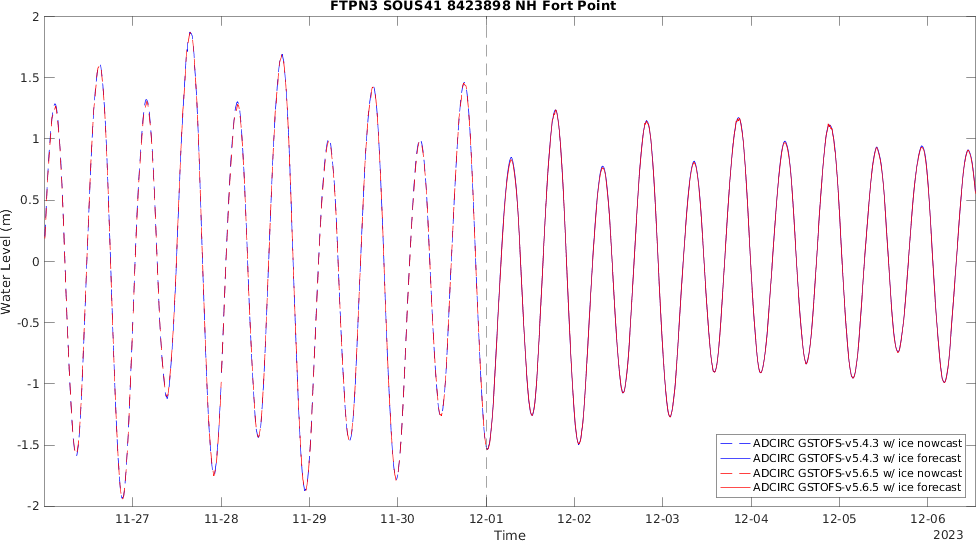 FTPN3 SOUS41 8423898 NH Fort Point
2
1.5
1
0.5
0
-0.5
-1
-1.5
-2
Water Level (m)
ADCIRC GSTOFS-v5.4.3 w/ ice nowcast
ADCIRC GSTOFS-v5.4.3 w/ ice forecast
ADCIRC GSTOFS-v5.6.5 w/ ice nowcast
ADCIRC GSTOFS-v5.6.5 w/ ice forecast
11-27 11-28 11-29 11-30 12-01 12-02 12-03 12-04 12-05 12-06
Time
2023